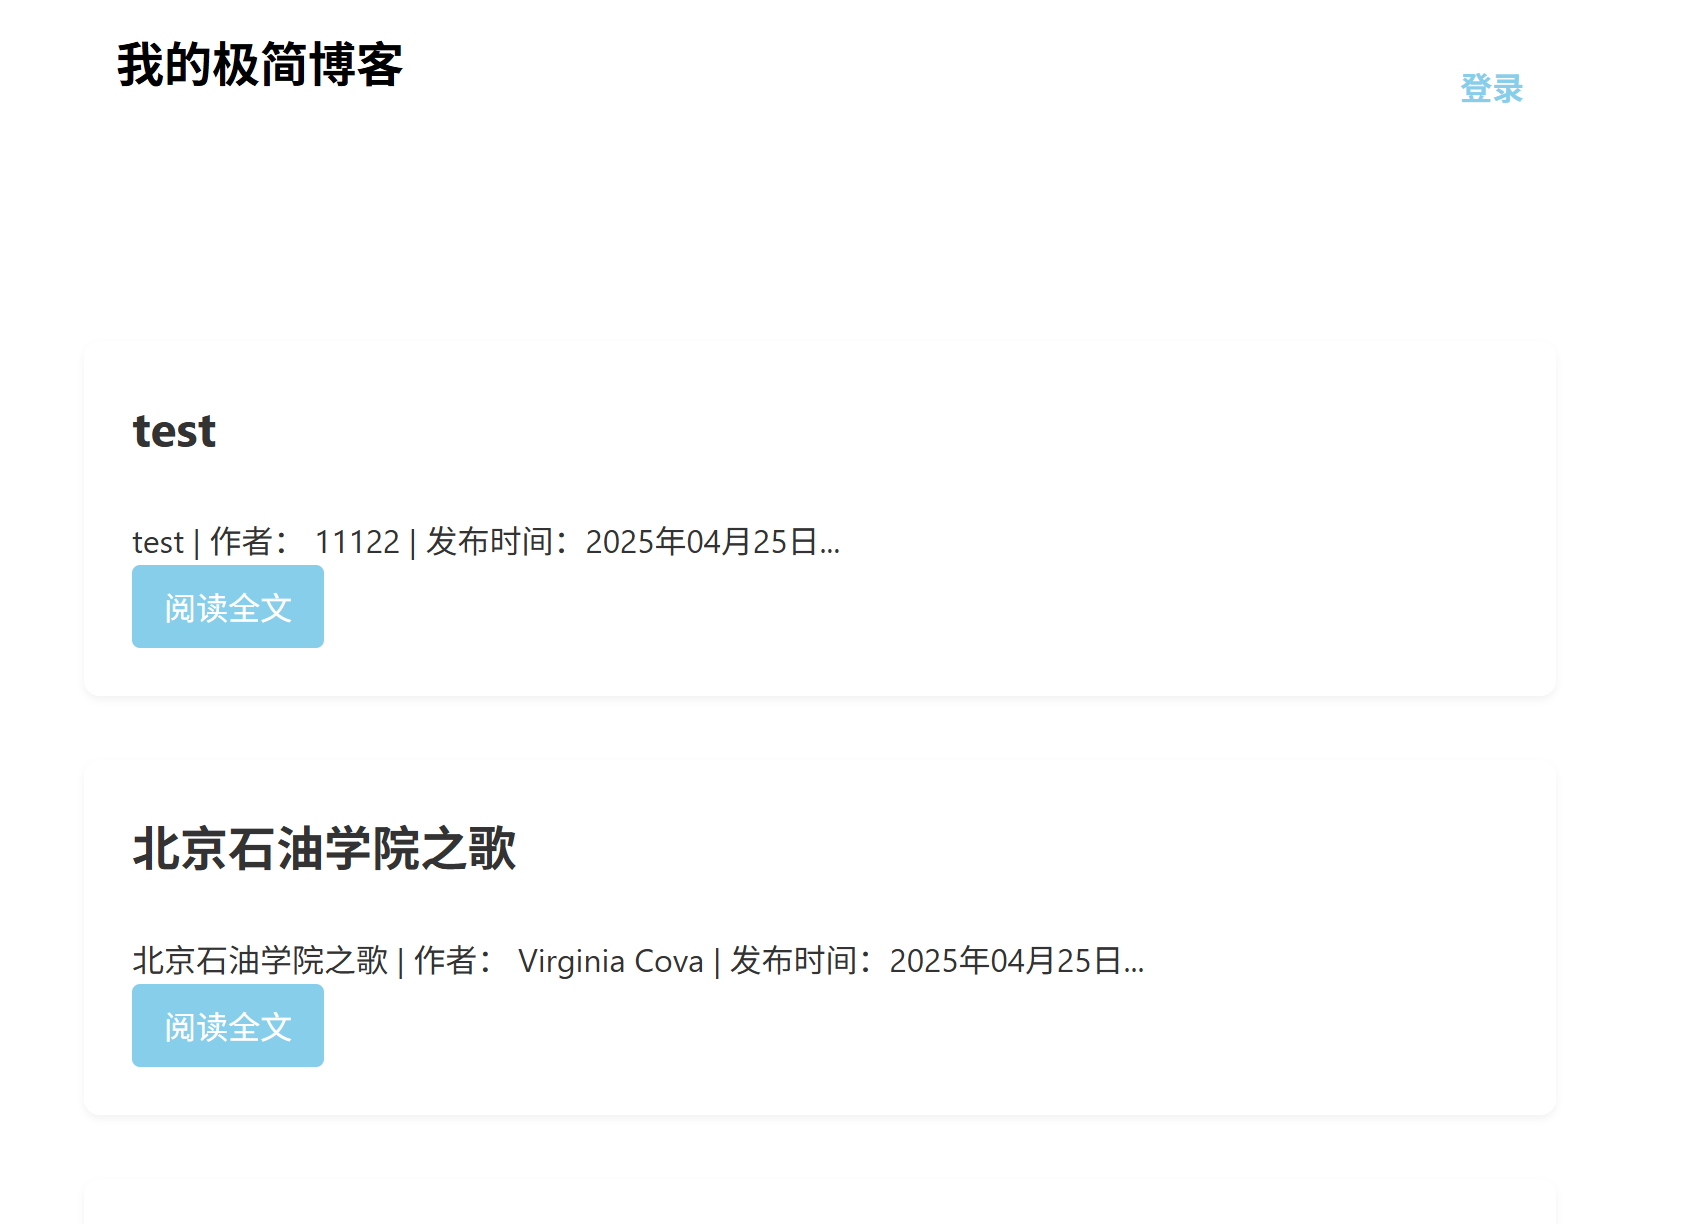 我的极简博客
登录
test
test | 作者： 11122 | 发布时间：2025年04月25日...
阅读全文
北京石油学院之歌
北京石油学院之歌 | 作者： Virginia Cova | 发布时间：2025年04月25日...
阅读全文